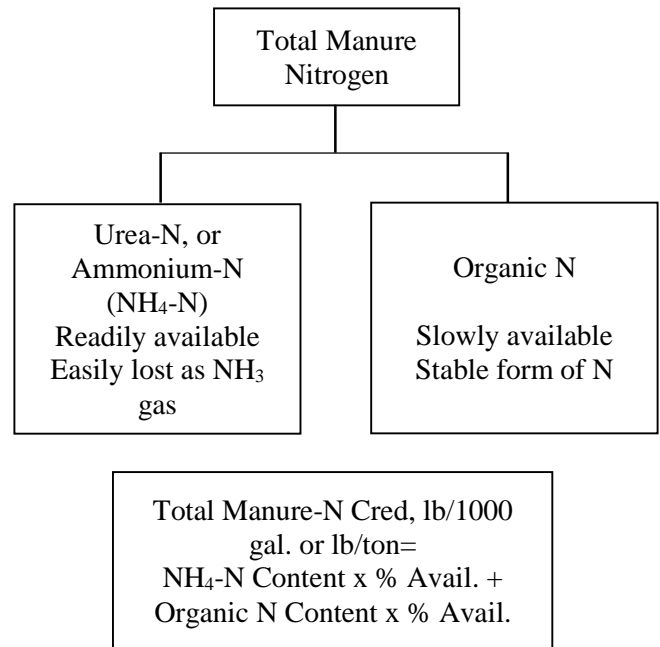 Total Manure
Nitrogen
Urea-N, or
Ammonium-N
(NH₄-N)
Readily available
Easily lost as NH₃
gas
Organic N
Slowly available
Stable form of N
Total Manure-N Cred, lb/1000
gal. or lb/ton=
NH₄-N Content x % Avail. +
Organic N Content x % Avail.